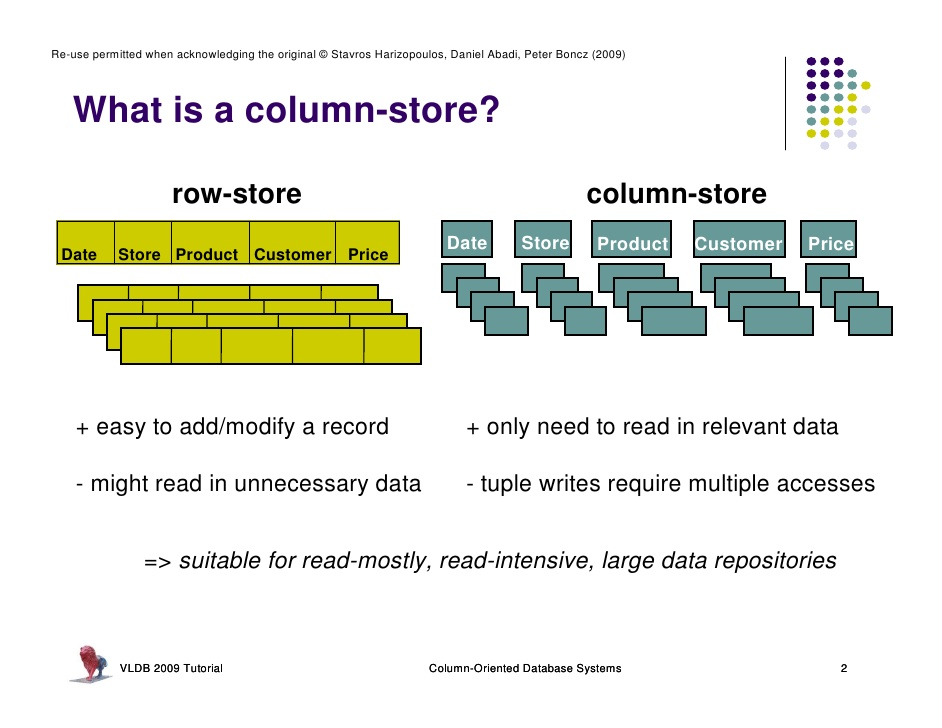 Re-use permitted when acknowledging the original © Stavros Harizopoulos, Daniel Abadi, Peter Boncz (2009)
What is a column-store?
row-store
Date Store Product Customer Price
+ easy to add/modify a record
- might read in unnecessary data
column-store
Date Store Product Customer Price
+ only need to read in relevant data
- tuple writes require multiple accesses
=> suitable for read-mostly, read-intensive, large data repositories
VLDB 2009 Tutorial
Column-Oriented Database Systems
2